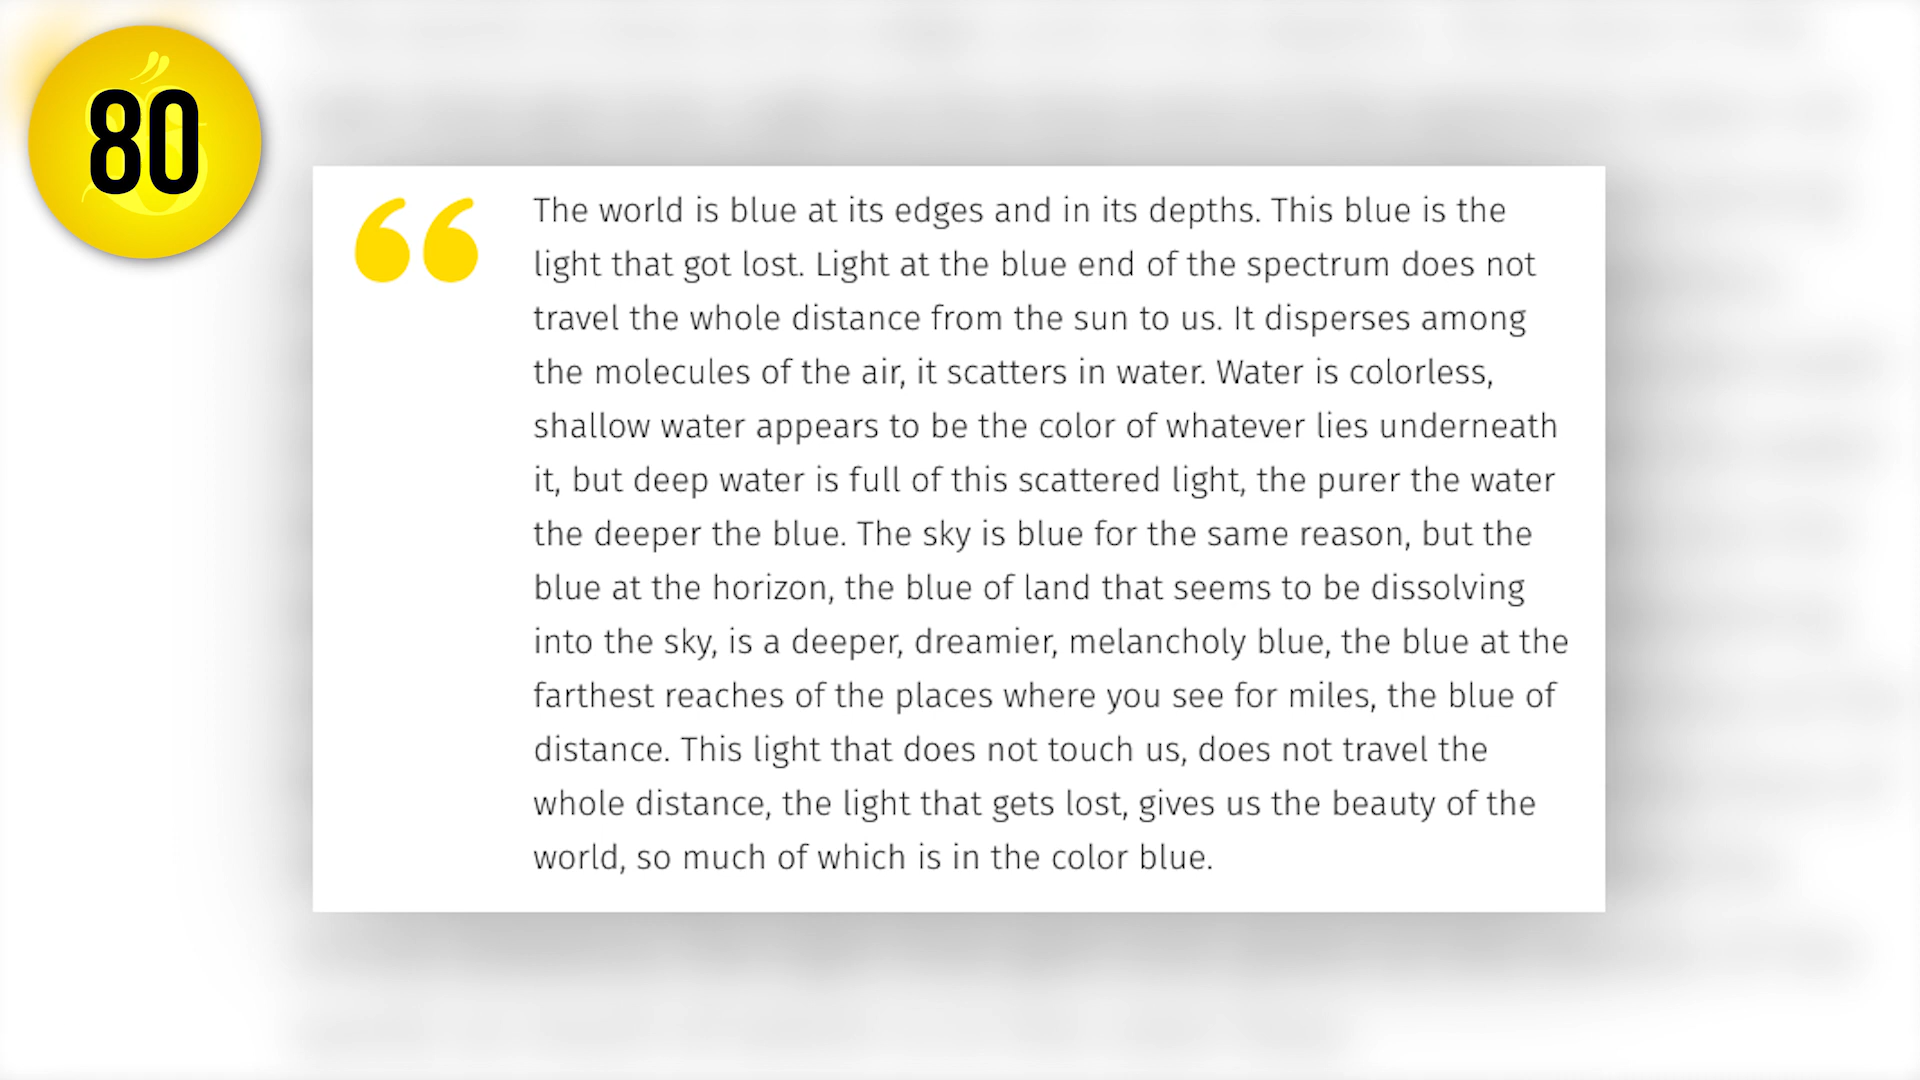 80
The world is blue at its edges and in its depths. This blue is the
light that got lost. Light at the blue end of the spectrum does not
travel the whole distance from the sun to us. It disperses among
the molecules of the air, it scatters in water. Water is colorless,
shallow water appears to be the color of whatever lies underneath
it, but deep water is full of this scattered light, the purer the water
the deeper the blue. The sky is blue for the same reason, but the
blue at the horizon, the blue of land that seems to be dissolving
into the sky, is a deeper, dreamier, melancholy blue, the blue at the
farthest reaches of the places where you see for miles, the blue of
distance. This light that does not touch us, does not travel the
whole distance, the light that gets lost, gives us the beauty of the
world, so much of which is in the color blue.